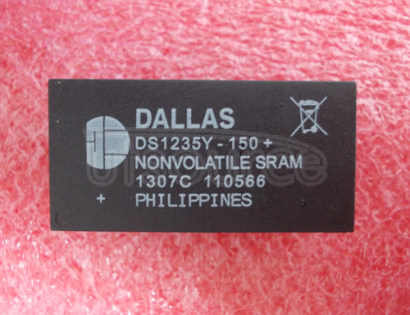 DALLAS
DS1235Y-150+
NONVOLATILE SRAM
1307C 110566
+ PHILIPPINES